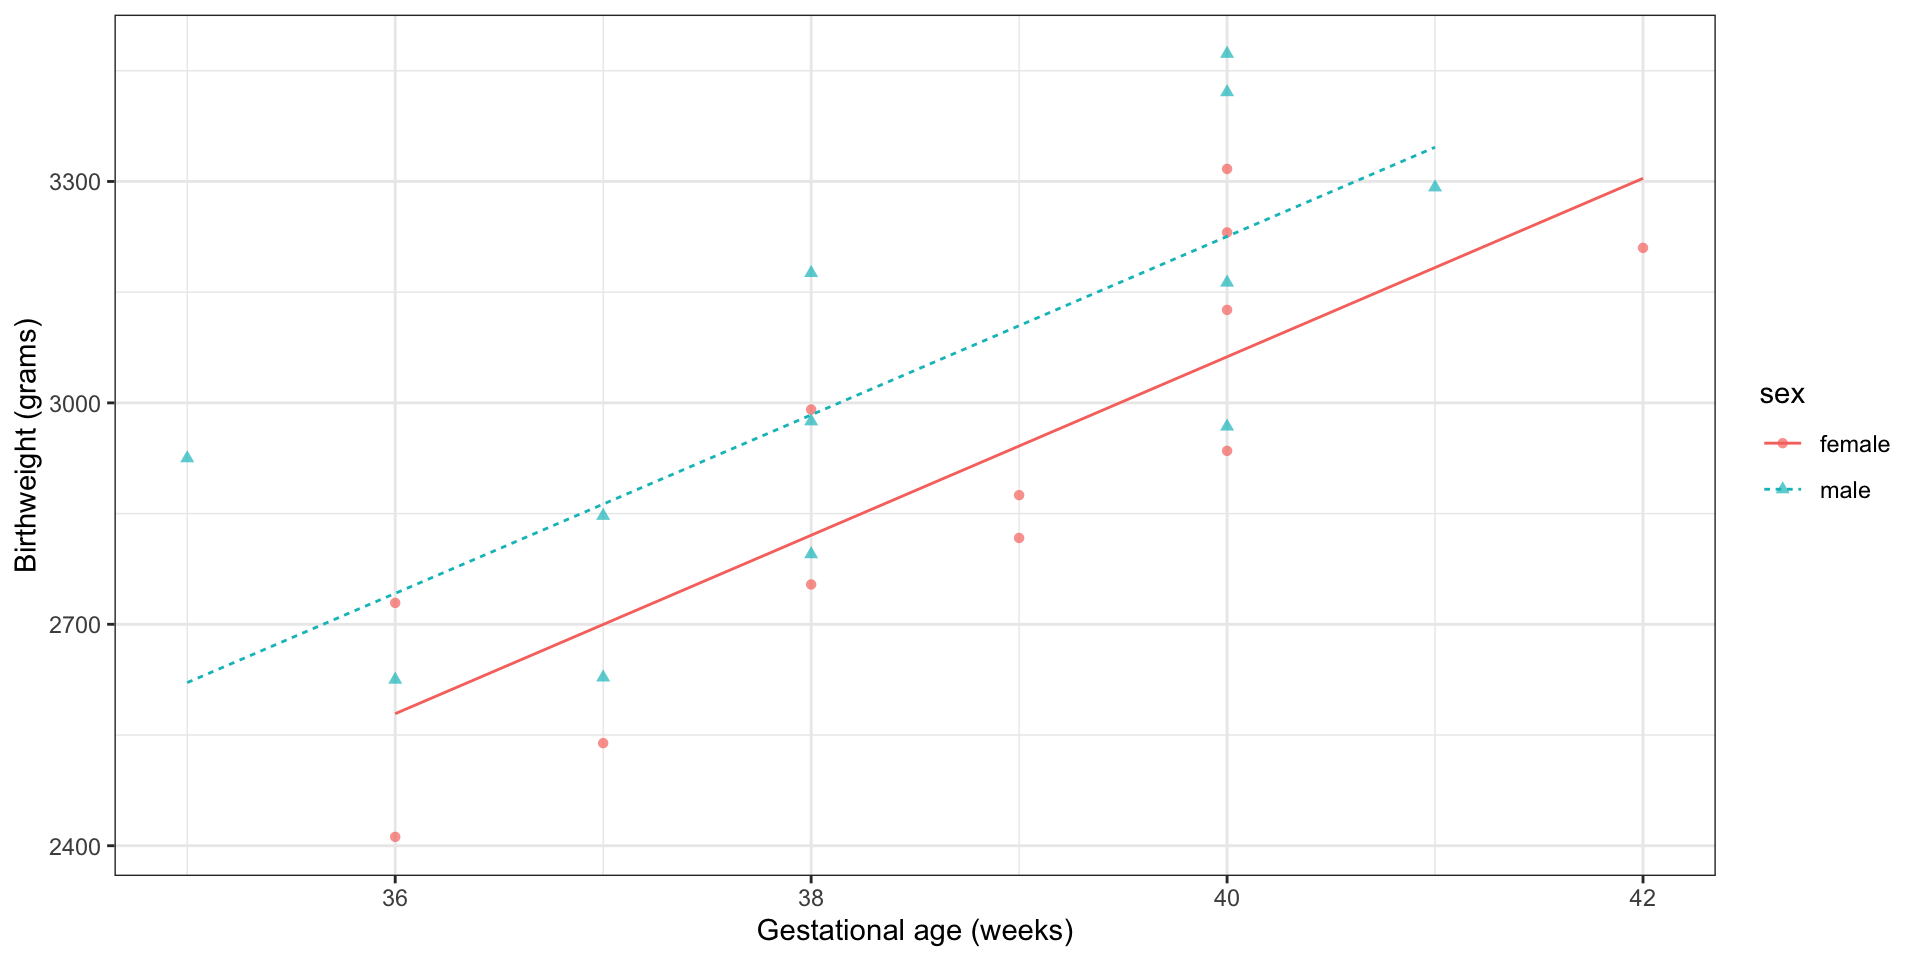 Birthweight (grams)
3300
3000
2700
2400
36
38
40
42
Gestational age (weeks)
sex
female
male